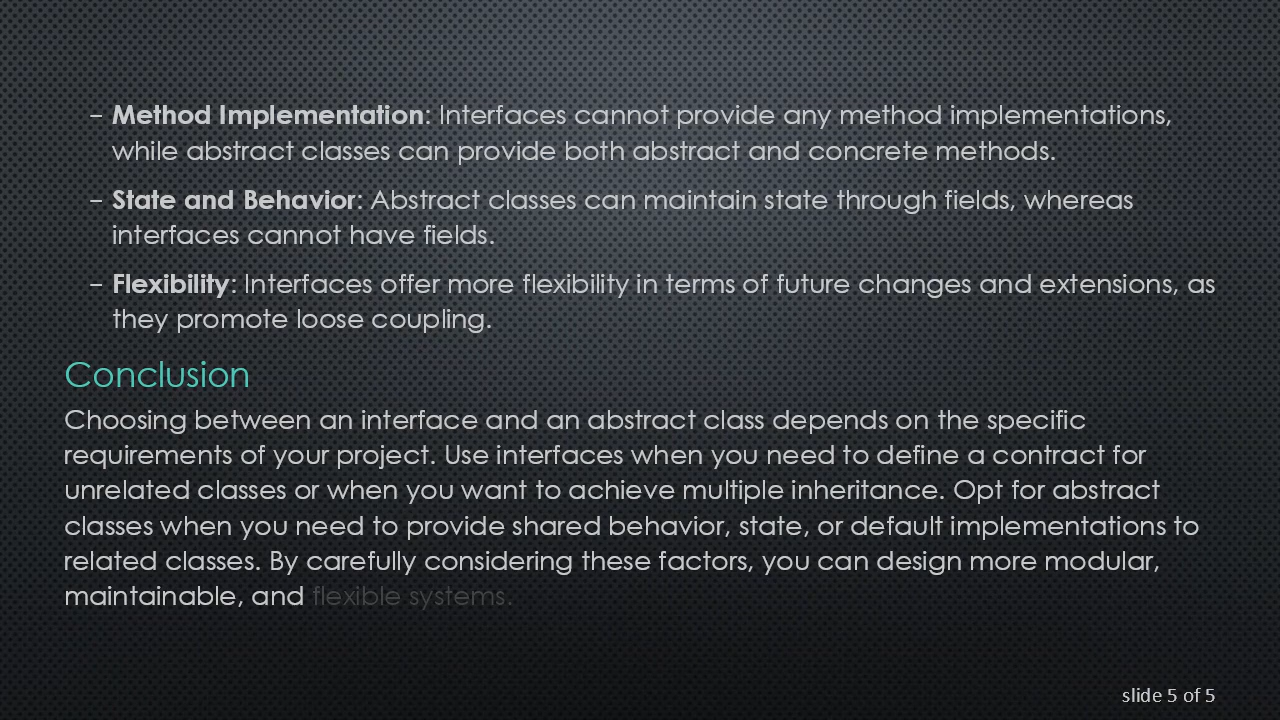 – Method Implementation: Interfaces cannot provide any method implementations,
while abstract classes can provide both abstract and concrete methods.
– State and Behavior: Abstract classes can maintain state through fields, whereas
interfaces cannot have fields.
– Flexibility: Interfaces offer more flexibility in terms of future changes and extensions, as
they promote loose coupling.
Conclusion
Choosing between an interface and an abstract class depends on the specific
requirements of your project. Use interfaces when you need to define a contract for
unrelated classes or when you want to achieve multiple inheritance. Opt for abstract
classes when you need to provide shared behavior, state, or default implementations to
related classes. By carefully considering these factors, you can design more modular,
maintainable, and flexible systems.
slide 5 of 5